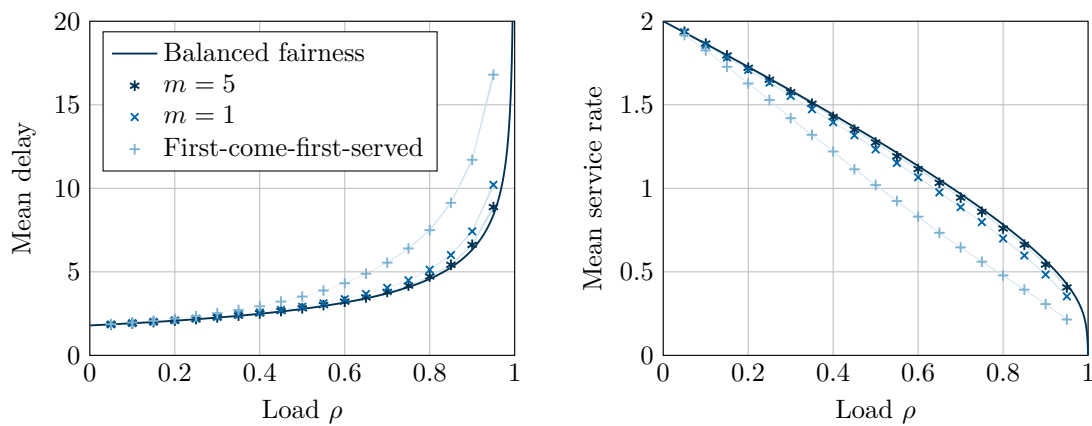 20
15
10
5
0
Mean delay
Balanced fairness
m = 5
m = 1
First-come-first-served
0 0.2 0.4 0.6 0.8 1
Load ρ
2
1.5
1
0.5
0
Mean service rate
0 0.2 0.4 0.6 0.8 1
Load ρ